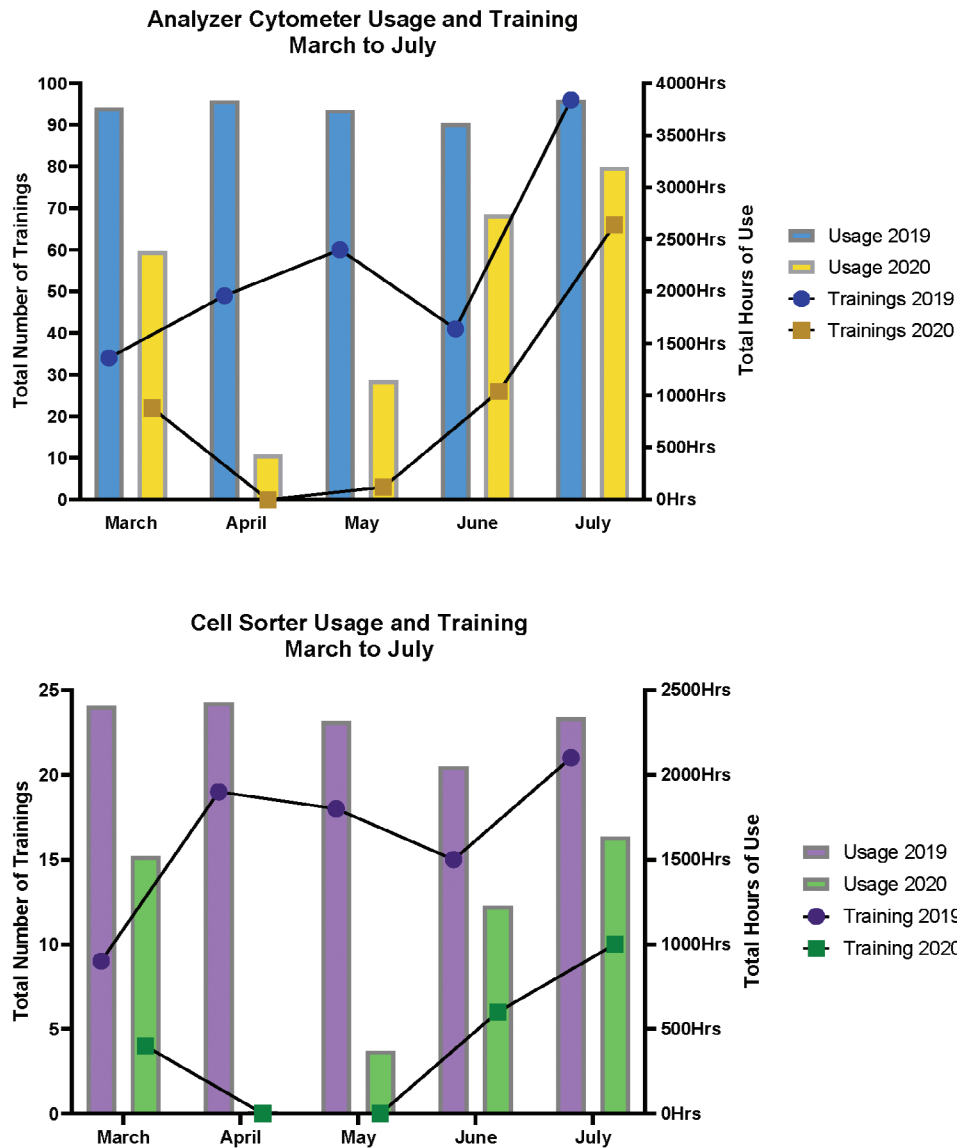 Analyzer Cytometer Usage and Training
March to July
Total Number of Trainings
100
90
80
70
60
50
40
30
20
10
0
4000Hrs
3500Hrs
3000Hrs
2500Hrs
2000Hrs
1500Hrs
1000Hrs
500Hrs
0Hrs
Total Hours of Use
March
April
May
June
July
Usage 2019
Usage 2020
Trainings 2019
Trainings 2020
Cell Sorter Usage and Training
March to July
Total Number of Trainings
25
20
15
10
5
0
2500Hrs
2000Hrs
1500Hrs
1000Hrs
500Hrs
0Hrs
Total Hours of Use
March
April
May
June
July
Usage 2019
Usage 2020
Training 2019
Training 2020